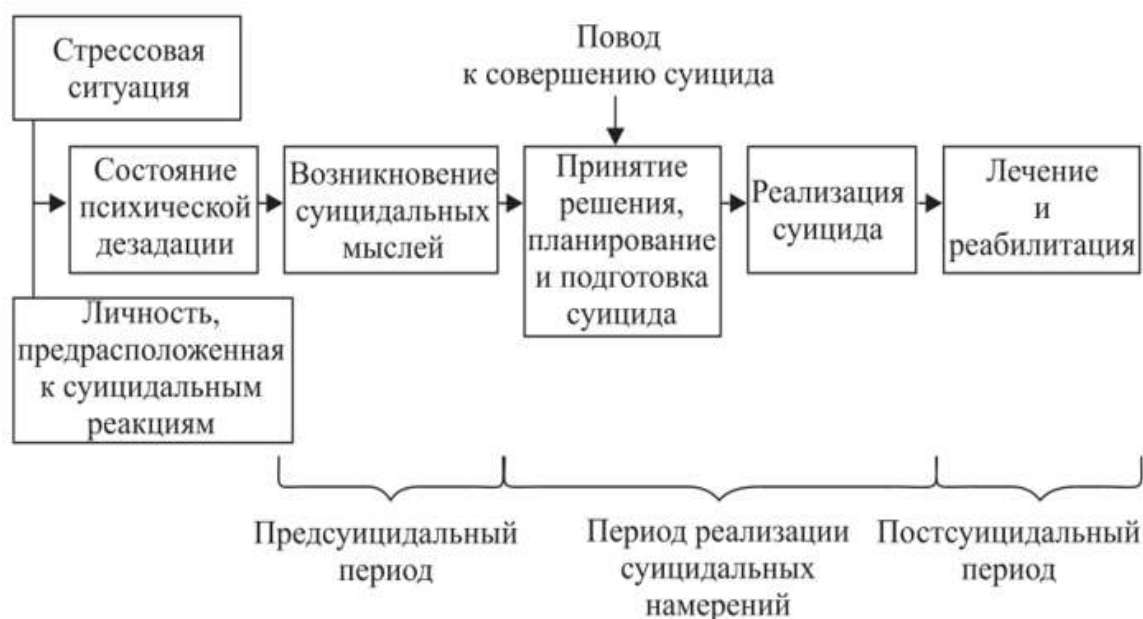 Стрессовая
ситуация
Повод
к совершению суицида
Состояние
психической
дезадации
Возникновение
суицидальных
мыслей
Принятие
решения,
планирование
и подготовка
суицида
Реализация
суицида
Лечение
и
реабилитация
Личность,
предрасположенная
к суицидальным
реакциям
Предсуицидальный
период
Период реализации
суицидальных
намерений
Постсуицидальный
период